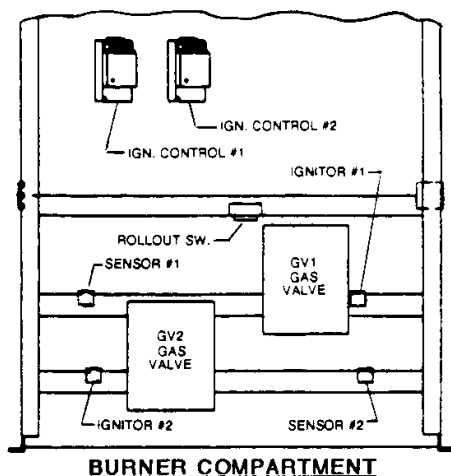 IGN. CONTROL #2
IGN. CONTROL #1
IGNITOR #1
ROLLOUT SW.
SENSOR #1
GV1
GAS
VALVE
GV2
GAS
VALVE
IGNITOR #2
SENSOR #2
BURNER COMPARTMENT